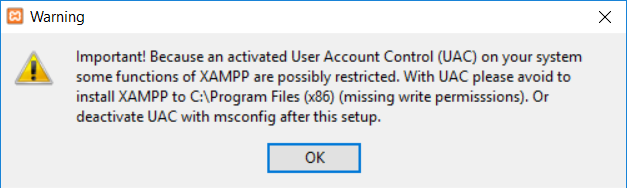 Warning
Important! Because an activated User Account Control (UAC) on your system
some functions of XAMPP are possibly restricted. With UAC please avoid to
install XAMPP to C:\Program Files (x86) (missing write permisssions). Or
deactivate UAC with msconfig after this setup.
OK